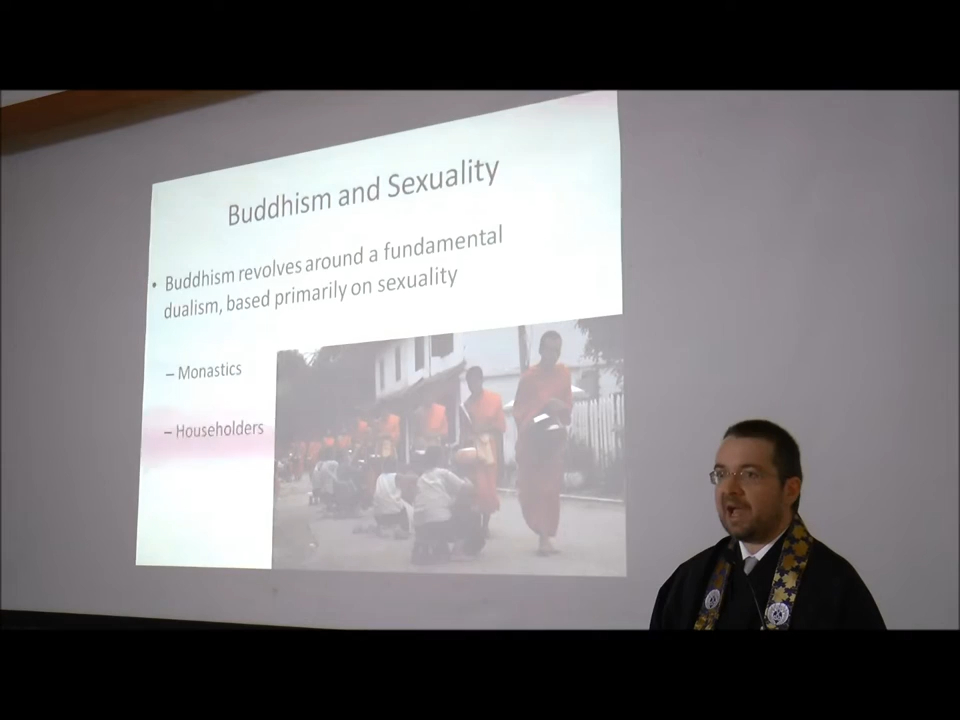 Buddhism and Sexuality
• Buddhism revolves around a fundamental
dualism, based primarily on sexuality
– Monastics
– Householders